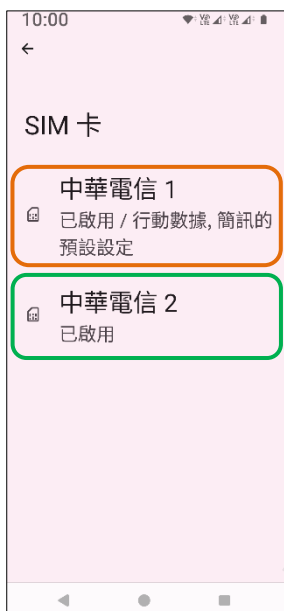 10:00
SIM 卡
中華電信 1
已啟用 / 行動數據, 簡訊的
預設設定
中華電信 2
已啟用